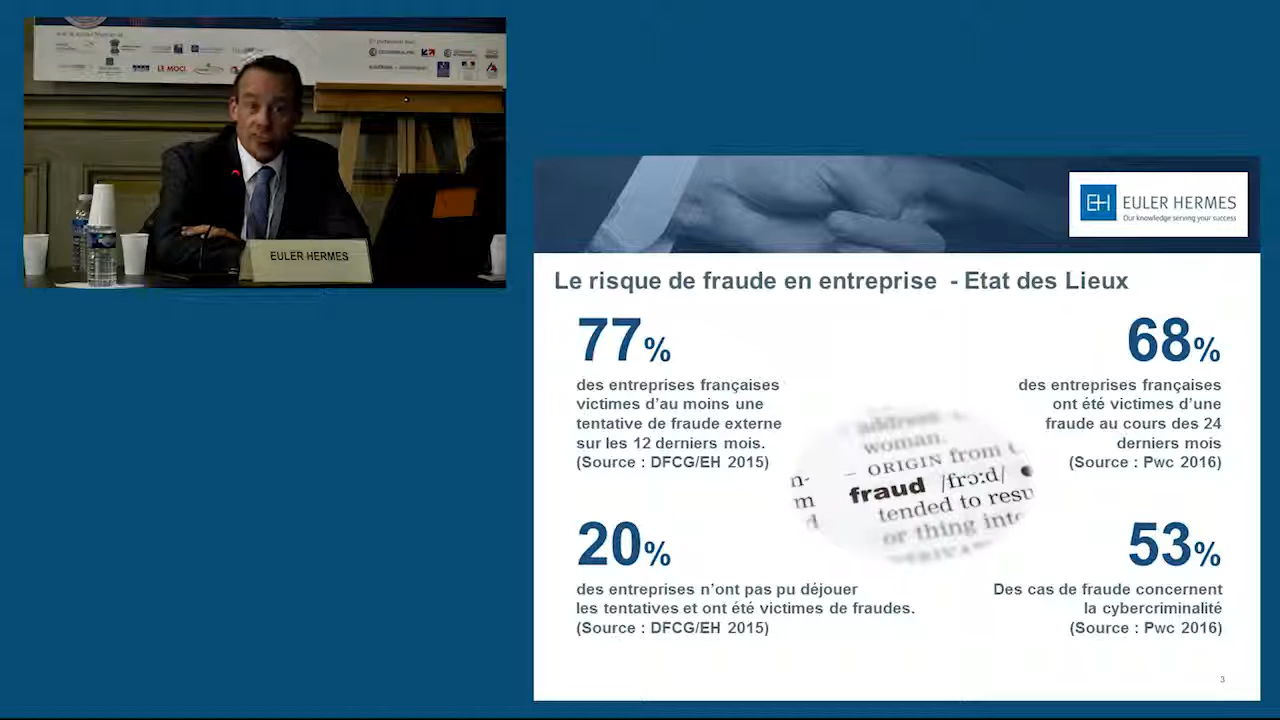 LE MOCI
EULER HERMES
EH EULER HERMES
Our knowledge serving your success
Le risque de fraude en entreprise - Etat des Lieux
77%
des entreprises françaises
victimes d'au moins une
tentative de fraude externe
sur les 12 derniers mois.
(Source : DFCG/EH 2015)
68%
des entreprises françaises
ont été victimes d'une
fraude au cours des 24
derniers mois
(Source : Pwc 2016)
address
woman.
– ORIGIN from
fraud /frɔːd/
tended to resu
or thing into
20%
des entreprises n'ont pas pu déjouer
les tentatives et ont été victimes de fraudes.
(Source : DFCG/EH 2015)
53%
Des cas de fraude concernent
la cybercriminalité
(Source : Pwc 2016)
3